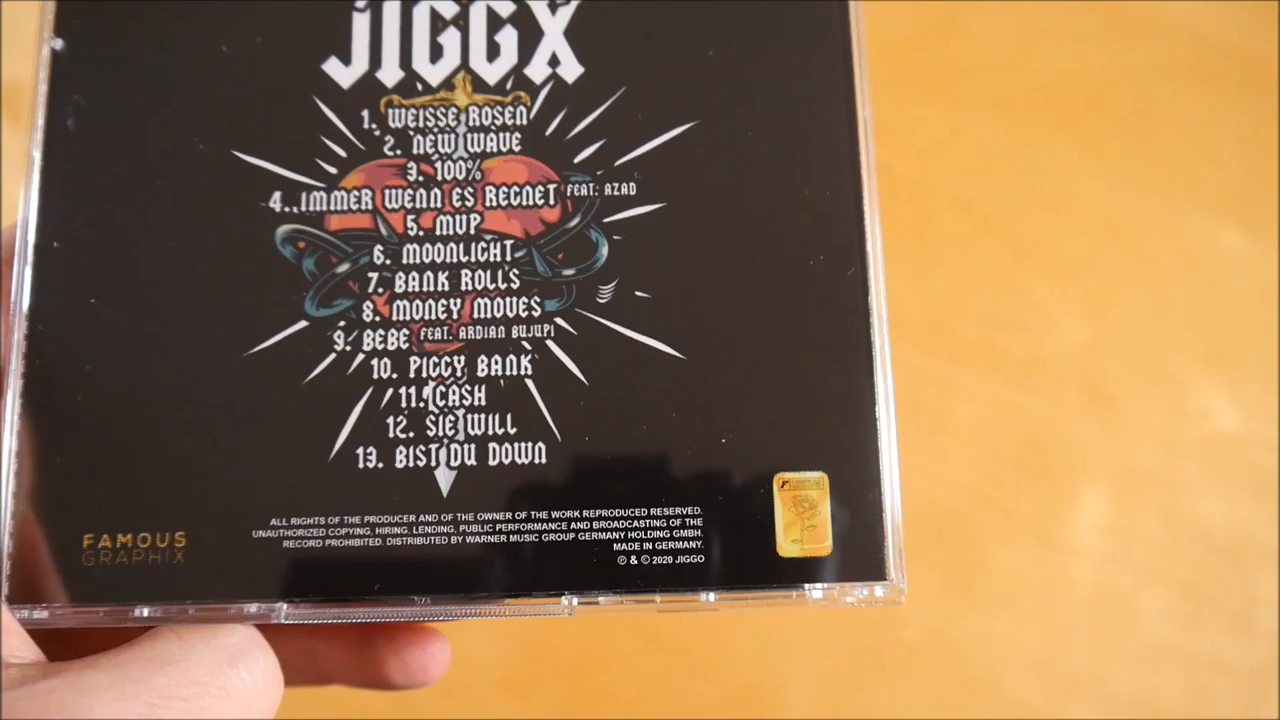 JIGGX
1. WEISSE ROSEN
2. NEW WAVE
3. 100%
4. IMMER WENN ES REGNET FEAT. AZAD
5. MVP
6. MOONLIGHT
7. BANK ROLLS
8. MONEY MOVES
9. BEBE FEAT. ARDIAN BUJUPI
10. PIGGY BANK
11. CASH
12. SIE WILL
13. BIST DU DOWN
ALL RIGHTS OF THE PRODUCER AND OF THE OWNER OF THE WORK REPRODUCED RESERVED.
UNAUTHORIZED COPYING, HIRING, LENDING, PUBLIC PERFORMANCE AND BROADCASTING OF THE
RECORD PROHIBITED. DISTRIBUTED BY WARNER MUSIC GROUP GERMANY HOLDING GMBH.
MADE IN GERMANY.
℗ & © 2020 JIGGO
FAMOUS
GRAPHIX